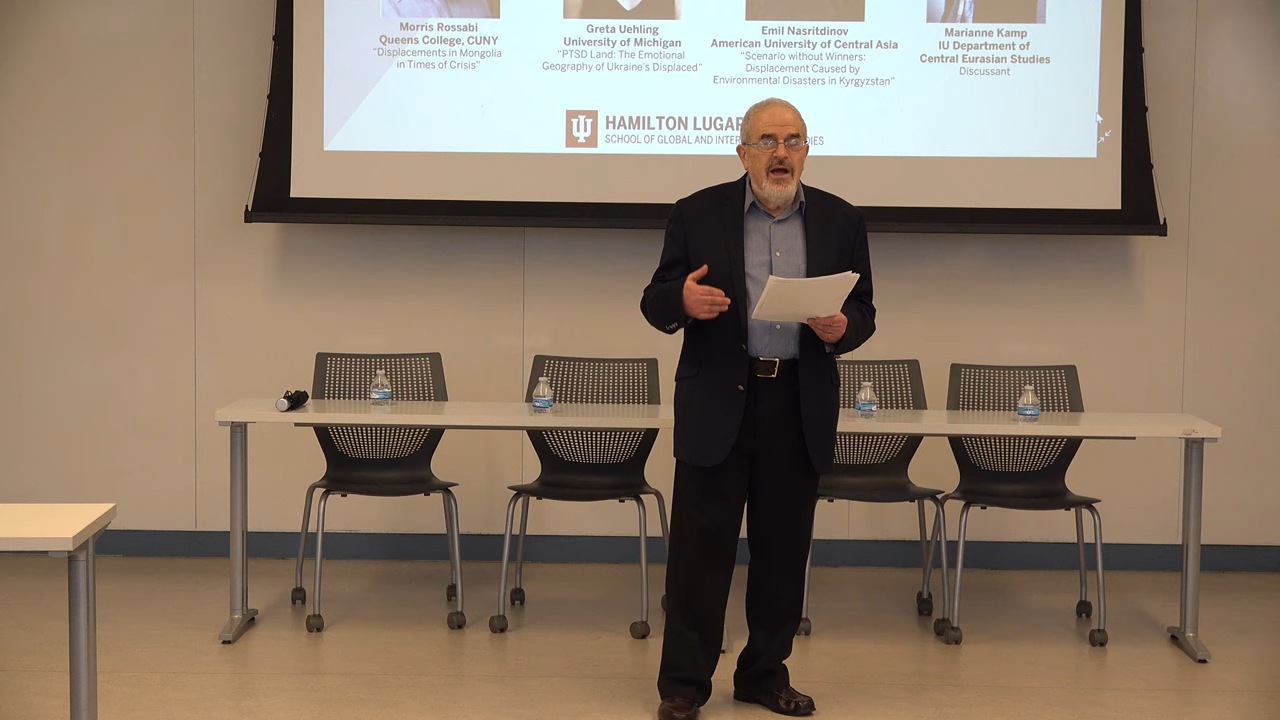 Morris Rossabi
Queens College, CUNY
“Displacements in Mongolia
in Times of Crisis”
Greta Uehling
University of Michigan
“PTSD Land: The Emotional
Geography of Ukraine’s Displaced”
Emil Nasritdinov
American University of Central Asia
“Scenario without Winners:
Displacement Caused by
Environmental Disasters in Kyrgyzstan”
Marianne Kamp
IU Department of
Central Eurasian Studies
Discussant
HAMILTON LUGAR
SCHOOL OF GLOBAL AND